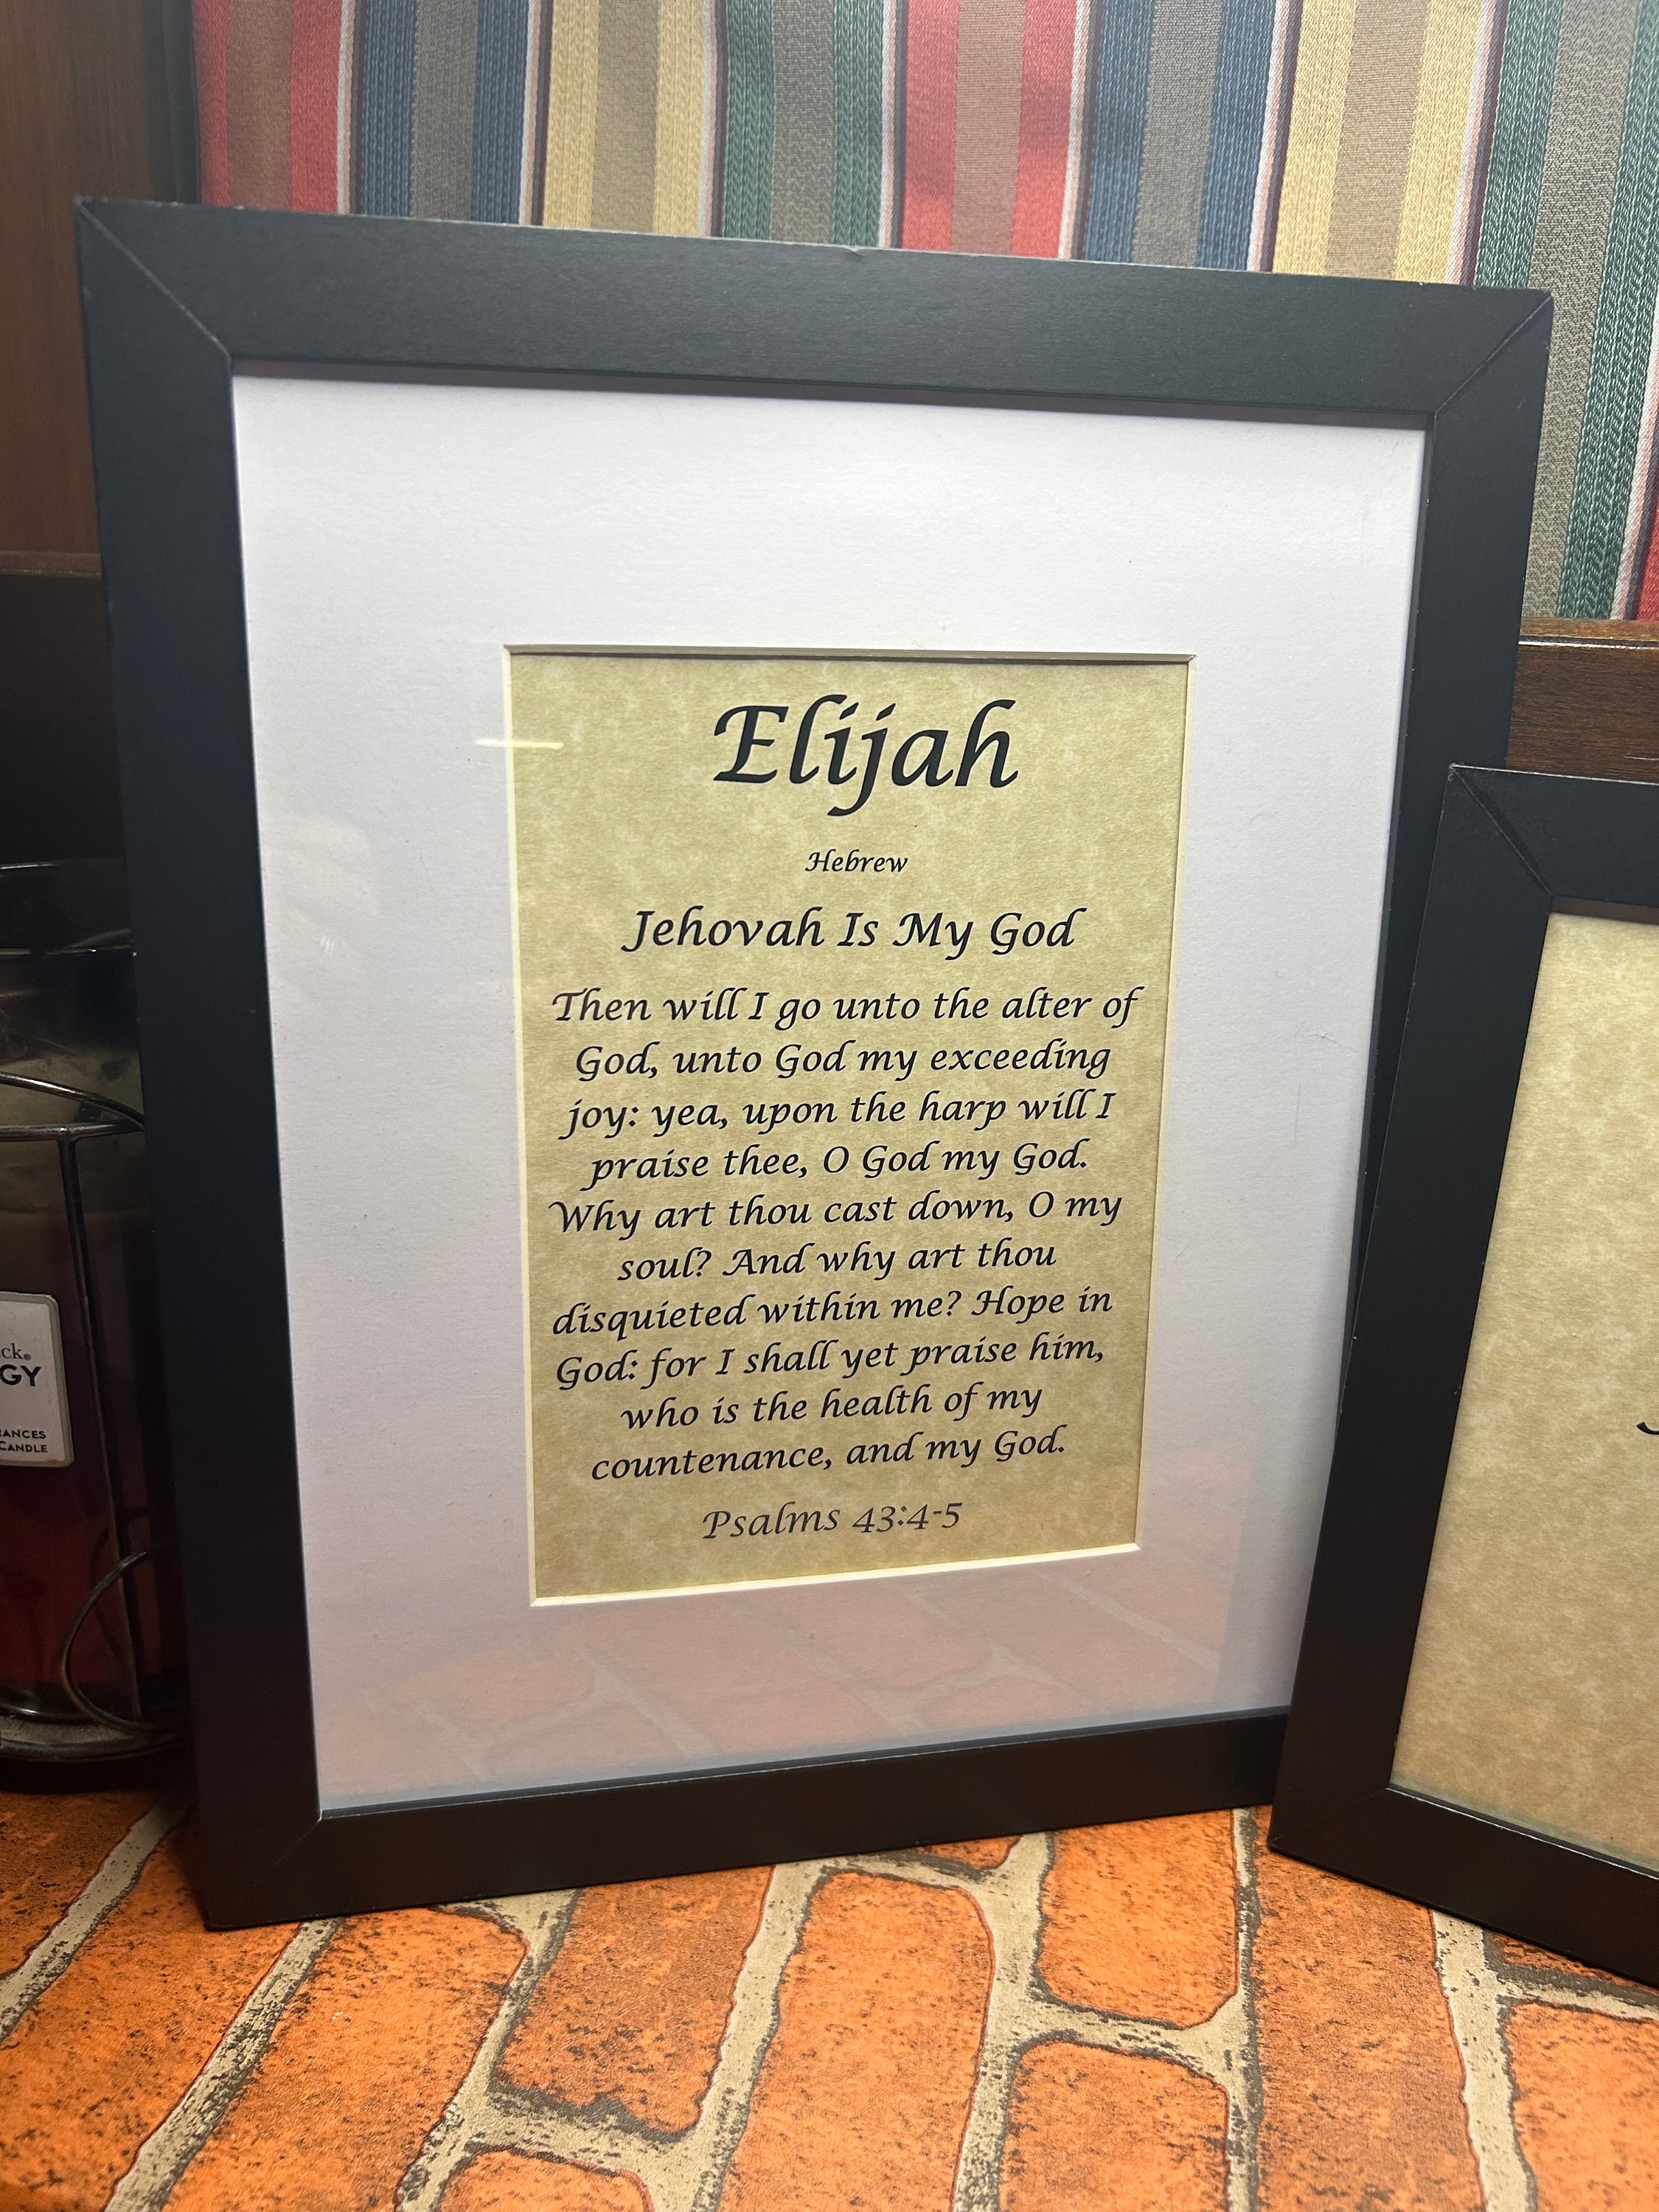 Elijah
Hebrew
Jehovah Is My God
Then will I go unto the alter of
God, unto God my exceeding
joy: yea, upon the harp will I
praise thee, O God my God.
Why art thou cast down, O my
soul? And why art thou
disquieted within me? Hope in
God: for I shall yet praise him,
who is the health of my
countenance, and my God.
Psalms 43:4-5
CANDLE